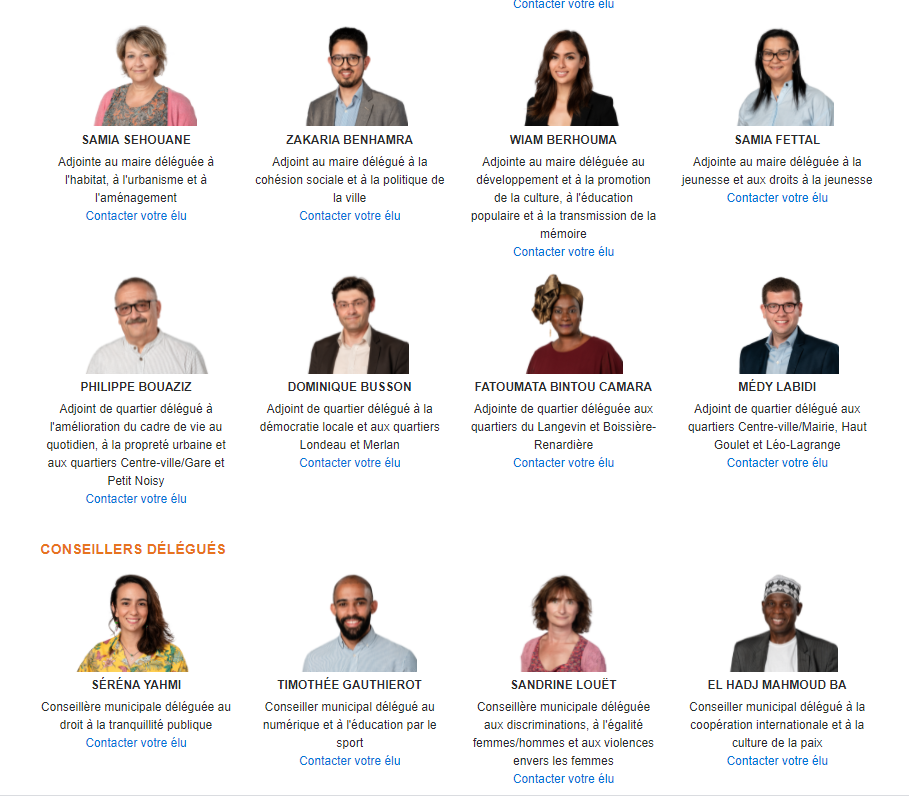 Contacter votre élu
SAMIA SEHOUANE
Adjointe au maire déléguée à
l'habitat, à l'urbanisme et à
l'aménagement
Contacter votre élu
ZAKARIA BENHAMRA
Adjoint au maire délégué à la
cohésion sociale et à la politique de
la ville
Contacter votre élu
WIAM BERHOUMA
Adjointe au maire déléguée au
développement et à la promotion
de la culture, à l'éducation
populaire et à la transmission de la
mémoire
Contacter votre élu
SAMIA FETTAL
Adjointe au maire déléguée à la
jeunesse et aux droits à la jeunesse
Contacter votre élu
PHILIPPE BOUAZIZ
Adjoint de quartier délégué à
l'amélioration du cadre de vie au
quotidien, à la propreté urbaine et
aux quartiers Centre-ville/Gare et
Petit Noisy
Contacter votre élu
DOMINIQUE BUSSON
Adjoint de quartier délégué à la
démocratie locale et aux quartiers
Londeau et Merlan
Contacter votre élu
FATOUMATA BINTOU CAMARA
Adjointe de quartier déléguée aux
quartiers du Langevin et Boissière-
Renardière
Contacter votre élu
MÉDY LABIDI
Adjoint de quartier délégué aux
quartiers Centre-ville/Mairie, Haut
Goulet et Léo-Lagrange
Contacter votre élu
CONSEILLERS DÉLÉGUÉS
SÉRÉNA YAHMI
Conseillère municipale déléguée au
droit à la tranquillité publique
Contacter votre élu
TIMOTHÉE GAUTHIEROT
Conseiller municipal délégué au
numérique et à l'éducation par le
sport
Contacter votre élu
SANDRINE LOUËT
Conseillère municipale déléguée
aux discriminations, à l'égalité
femmes/hommes et aux violences
envers les femmes
Contacter votre élu
EL HADJ MAHMOUD BA
Conseiller municipal délégué à la
coopération internationale et à la
culture de la paix
Contacter votre élu